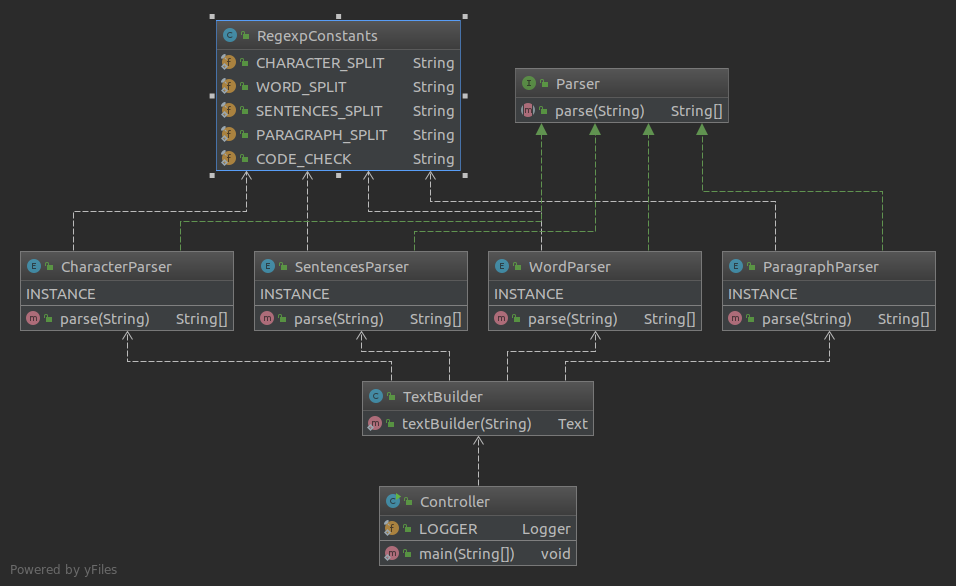 RegexpConstants
CHARACTER_SPLIT String
WORD_SPLIT String
SENTENCES_SPLIT String
PARAGRAPH_SPLIT String
CODE_CHECK String
Parser
parse(String) String[]
CharacterParser
INSTANCE
parse(String) String[]
SentencesParser
INSTANCE
parse(String) String[]
WordParser
INSTANCE
parse(String) String[]
ParagraphParser
INSTANCE
parse(String) String[]
TextBuilder
textBuilder(String) Text
Controller
LOGGER Logger
main(String[]) void
Powered by yFiles